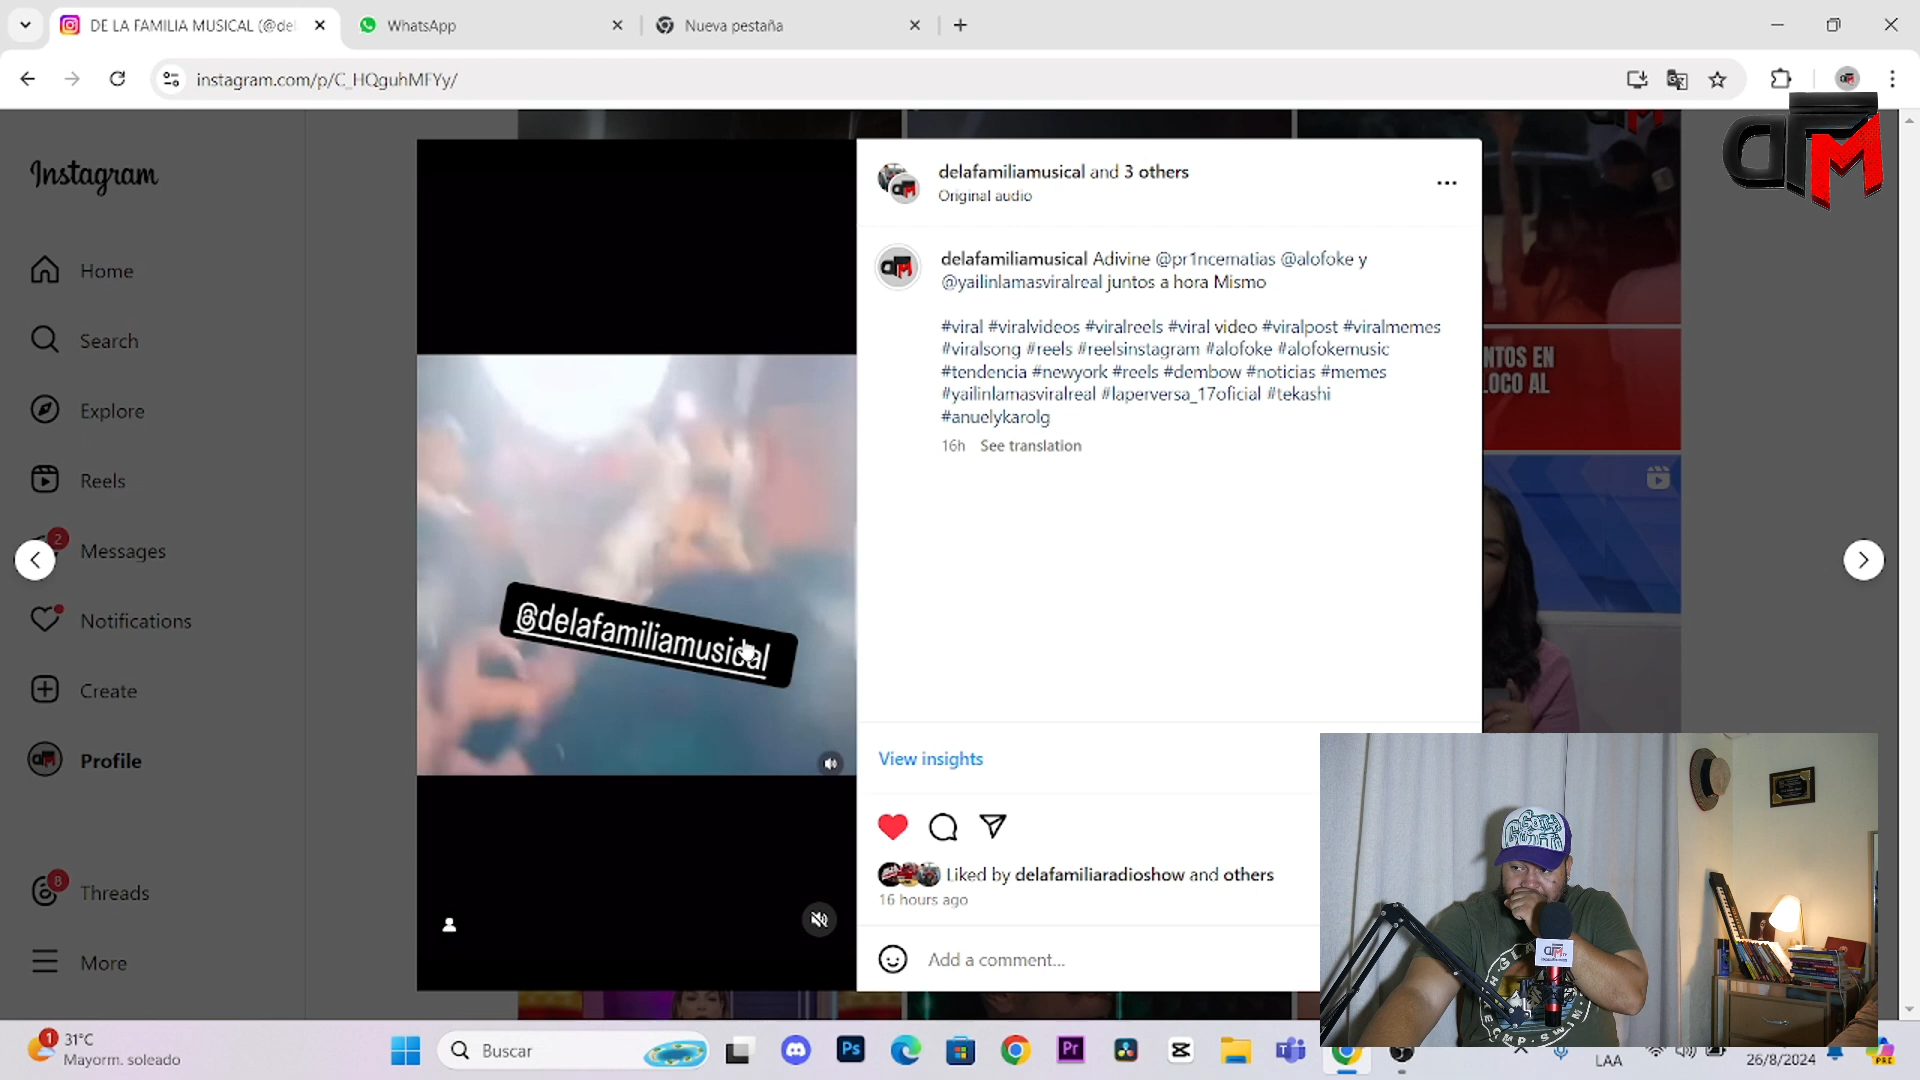 DE LA FAMILIA MUSICAL (@del
WhatsApp
Nueva pestaña
instagram.com/p/C_HQguhMFYy/
Instagram
Home
Search
Explore
Reels
2
Messages
Notifications
Create
Profile
8
Threads
More
@delafamiliamusical
delafamiliamusical and 3 others
Original audio
delafamiliamusical Adivine @pr1ncematias @alofoke y
@yailinlamasviralreal juntos a hora Mismo
#viral #viralvideos #viralreels #viral video #viralpost #viralmemes
#viralsong #reels #reelsinstagram #alofoke #alofokemusic
#tendencia #newyork #reels #dembow #noticias #memes
#yailinlamasviralreal #laperversa_17oficial #tekashi
#anuelykarolg
16h See translation
View insights
Liked by delafamiliaradioshow and others
16 hours ago
Add a comment...
NTOS EN
LOCO AL
1
31°C
Mayorm. soleado
Buscar
Ps
Pr
LAA
26/8/2024
PRE